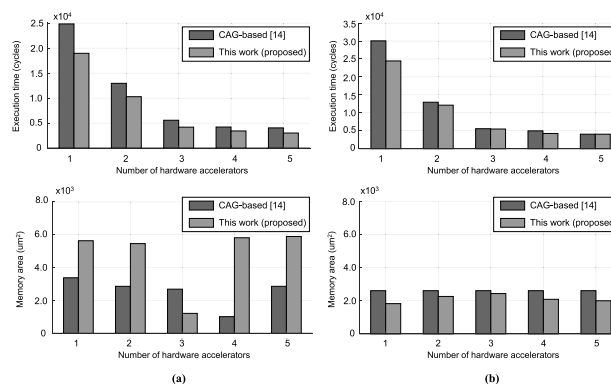 ×10⁴
2.5
2.0
1.5
1.0
0.5
0
Execution time (cycles)
CAG-based [14]
This work (proposed)
1 2 3 4 5
Number of hardware accelerators
×10⁴
3.5
3.0
2.5
2.0
1.5
1.0
0.5
0
Execution time (cycles)
CAG-based [14]
This work (proposed)
1 2 3 4 5
Number of hardware accelerators
×10³
8.0
6.0
4.0
2.0
0
Memory area (um²)
CAG-based [14]
This work (proposed)
1 2 3 4 5
Number of hardware accelerators
(a)
×10³
8.0
6.0
4.0
2.0
0
Memory area (um²)
CAG-based [14]
This work (proposed)
1 2 3 4 5
Number of hardware accelerators
(b)